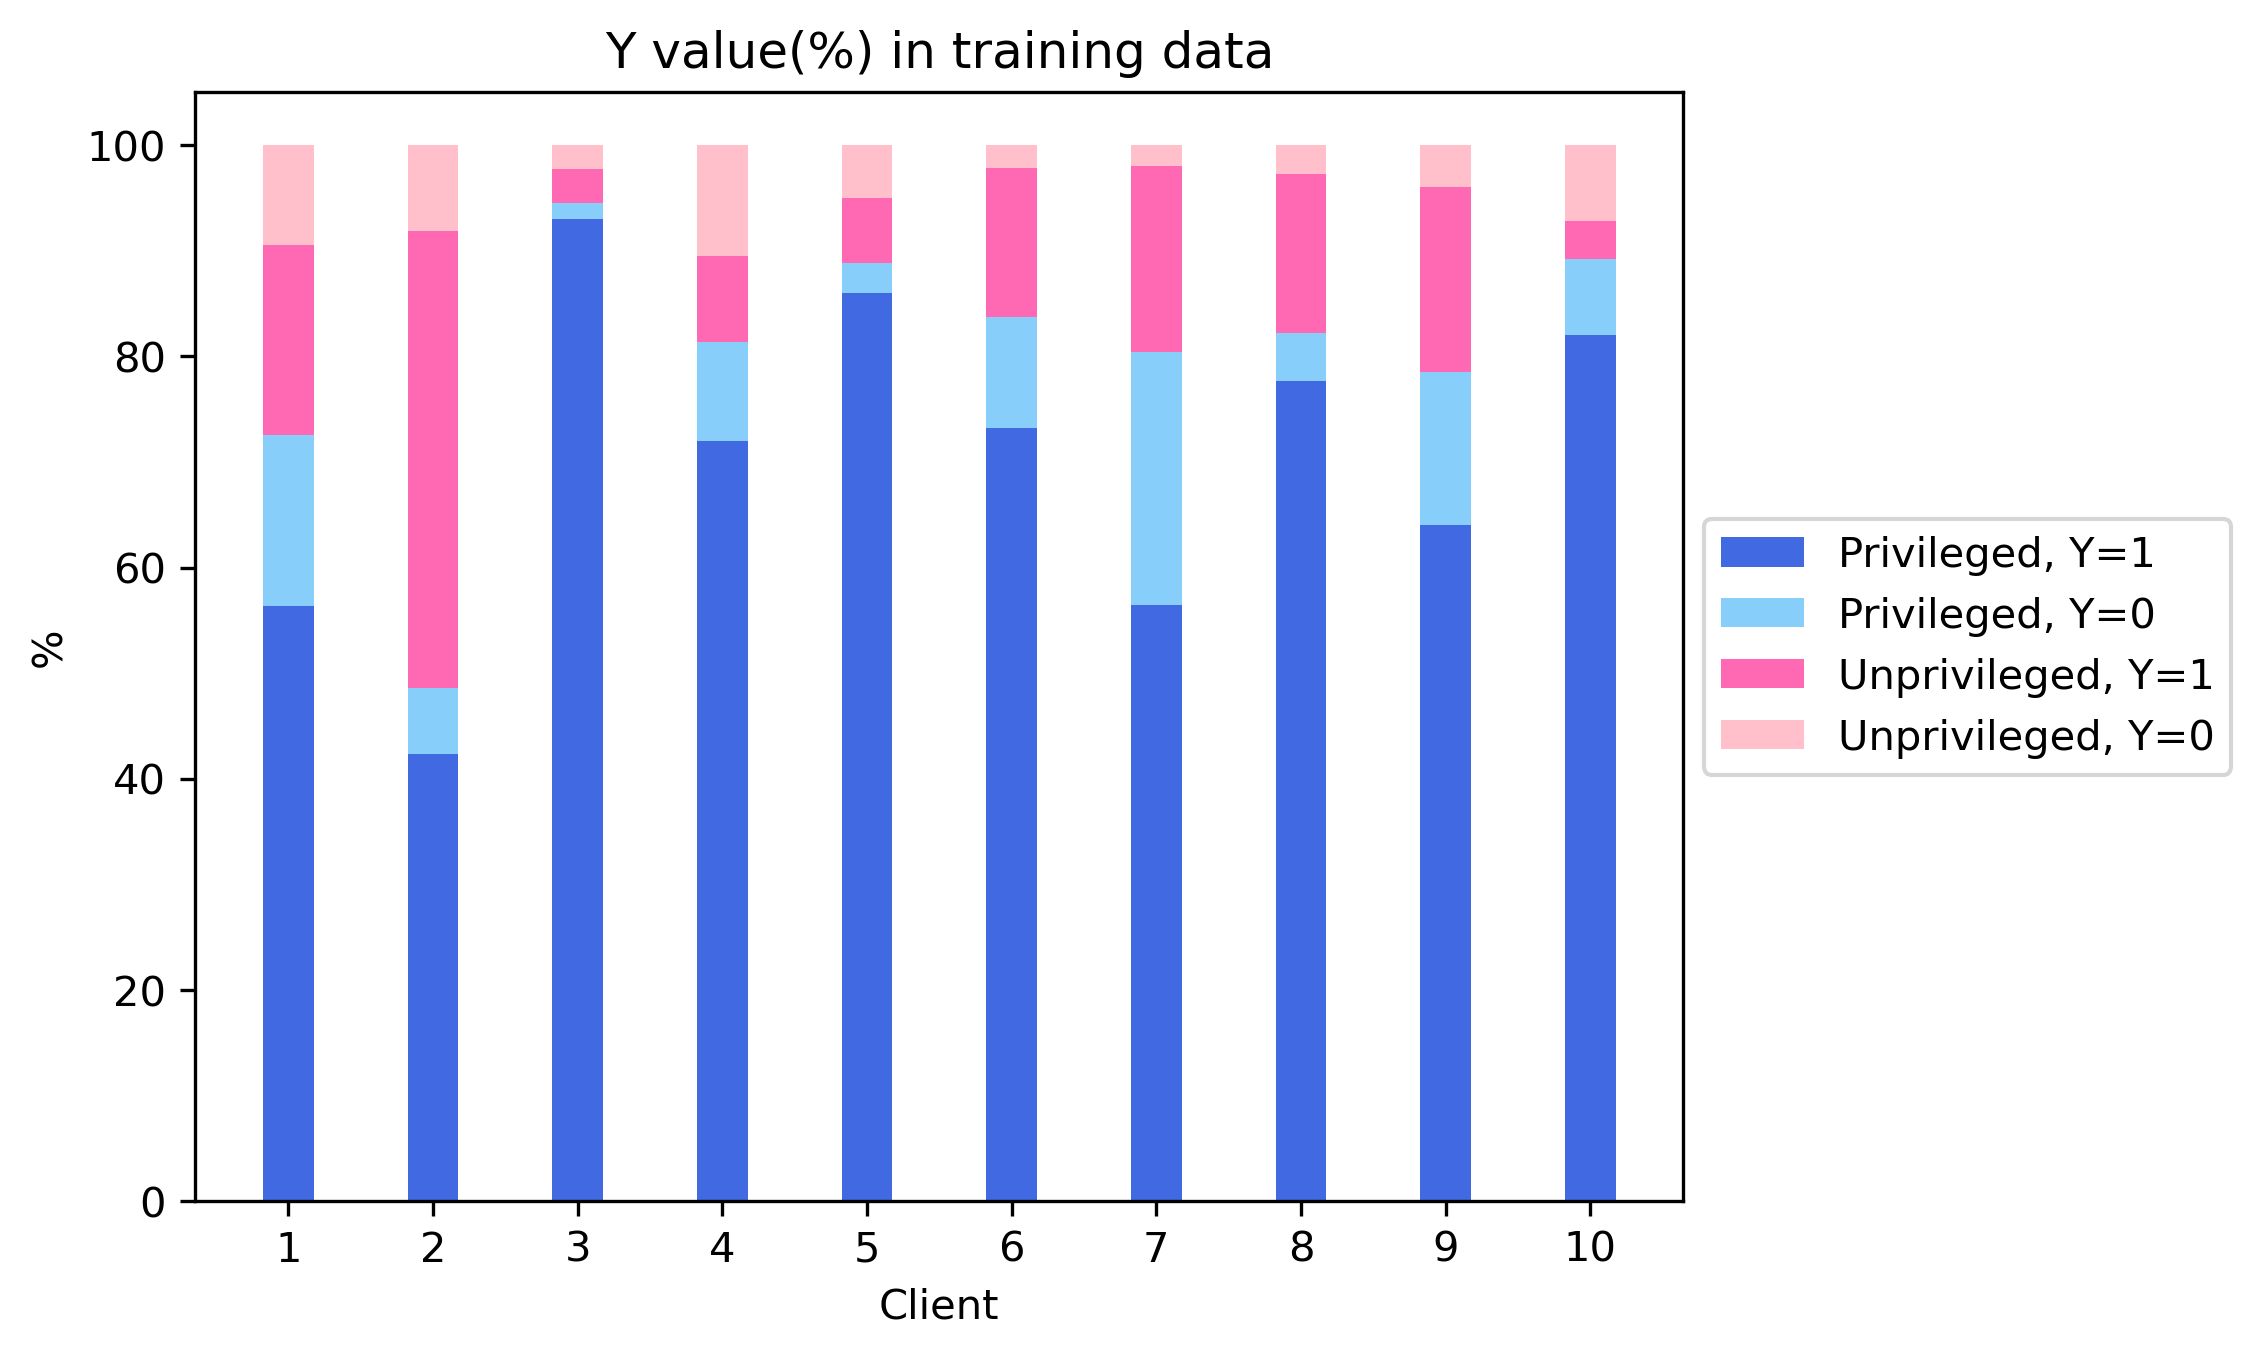 Y value(%) in training data
100
80
60
40
20
0
%
1 2 3 4 5 6 7 8 9 10
Client
Privileged, Y=1
Privileged, Y=0
Unprivileged, Y=1
Unprivileged, Y=0